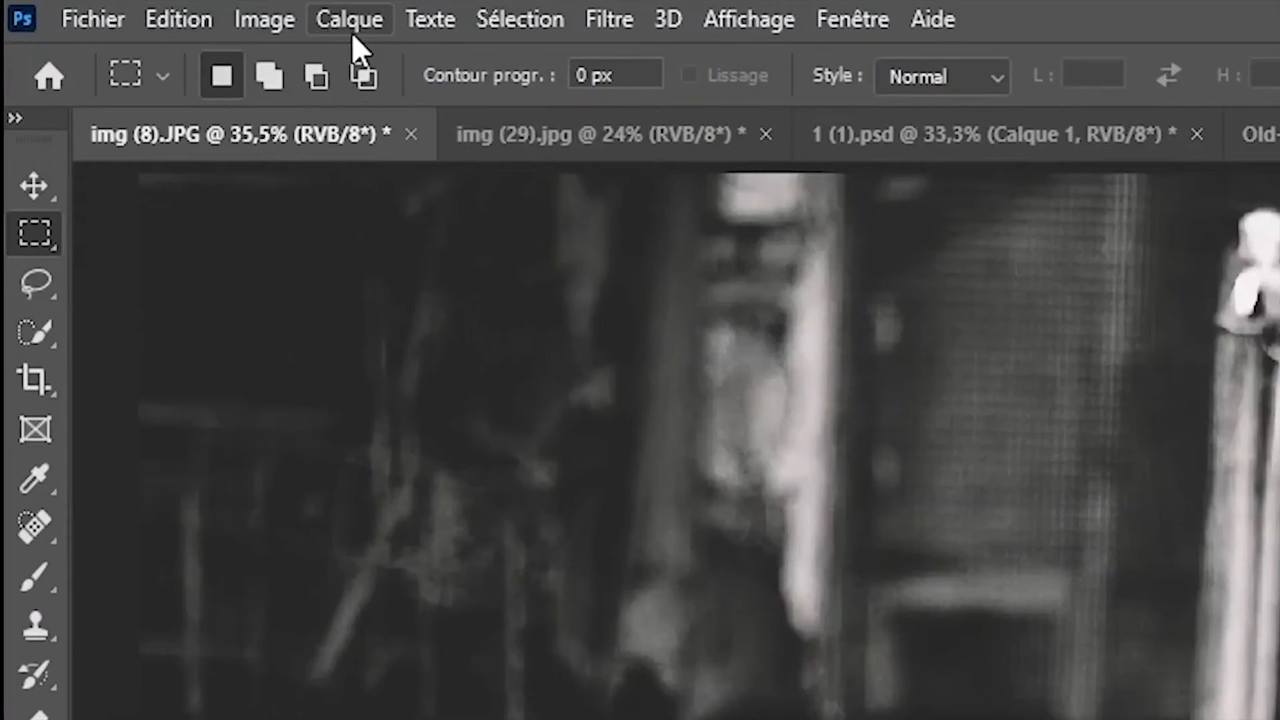 Ps Fichier Edition Image Calque Texte Sélection Filtre 3D Affichage Fenêtre Aide
Contour progr. : 0 px Lissage Style : Normal L : H :
img (8).JPG @ 35,5% (RVB/8*) * img (29).jpg @ 24% (RVB/8*) * 1 (1).psd @ 33,3% (Calque 1, RVB/8*) * Old-